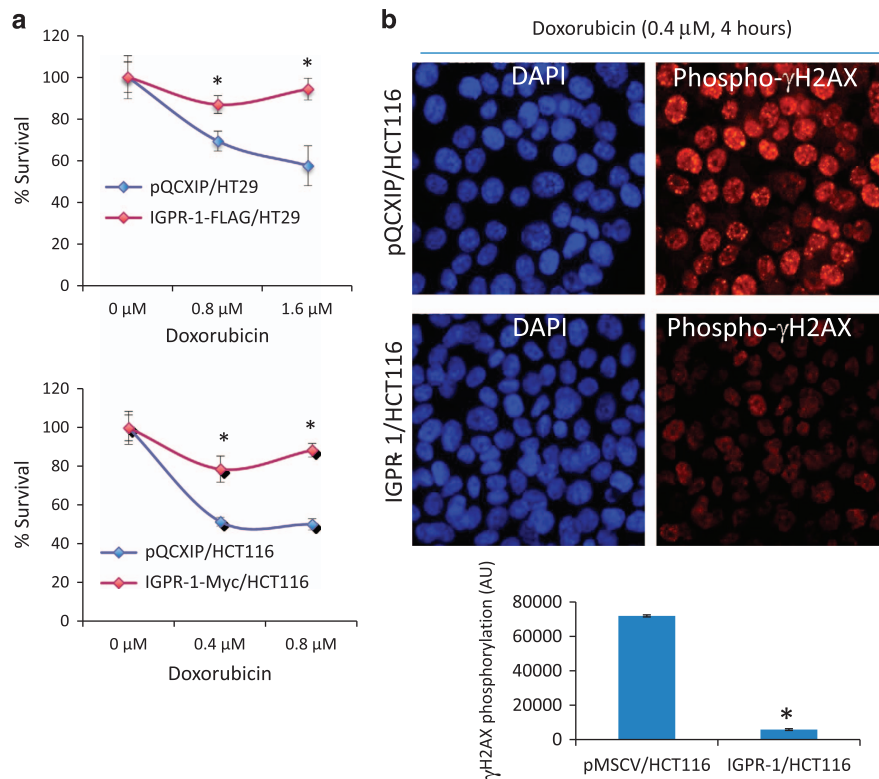 a
120
100
80
60
40
20
0
% Survival
*
*
pQCXIP/HT29
IGPR-1-FLAG/HT29
0 µM
0.8 µM
1.6 µM
Doxorubicin
120
100
80
60
40
20
0
% Survival
*
*
pQCXIP/HCT116
IGPR-1-Myc/HCT116
0 µM
0.4 µM
0.8 µM
Doxorubicin
b
Doxorubicin (0.4 µM, 4 hours)
pQCXIP/HCT116
DAPI
Phospho-γH2AX
IGPR-1/HCT116
DAPI
Phospho-γH2AX
γH2AX phosphorylation (AU)
80000
60000
40000
20000
0
*
pMSCV/HCT116
IGPR-1/HCT116